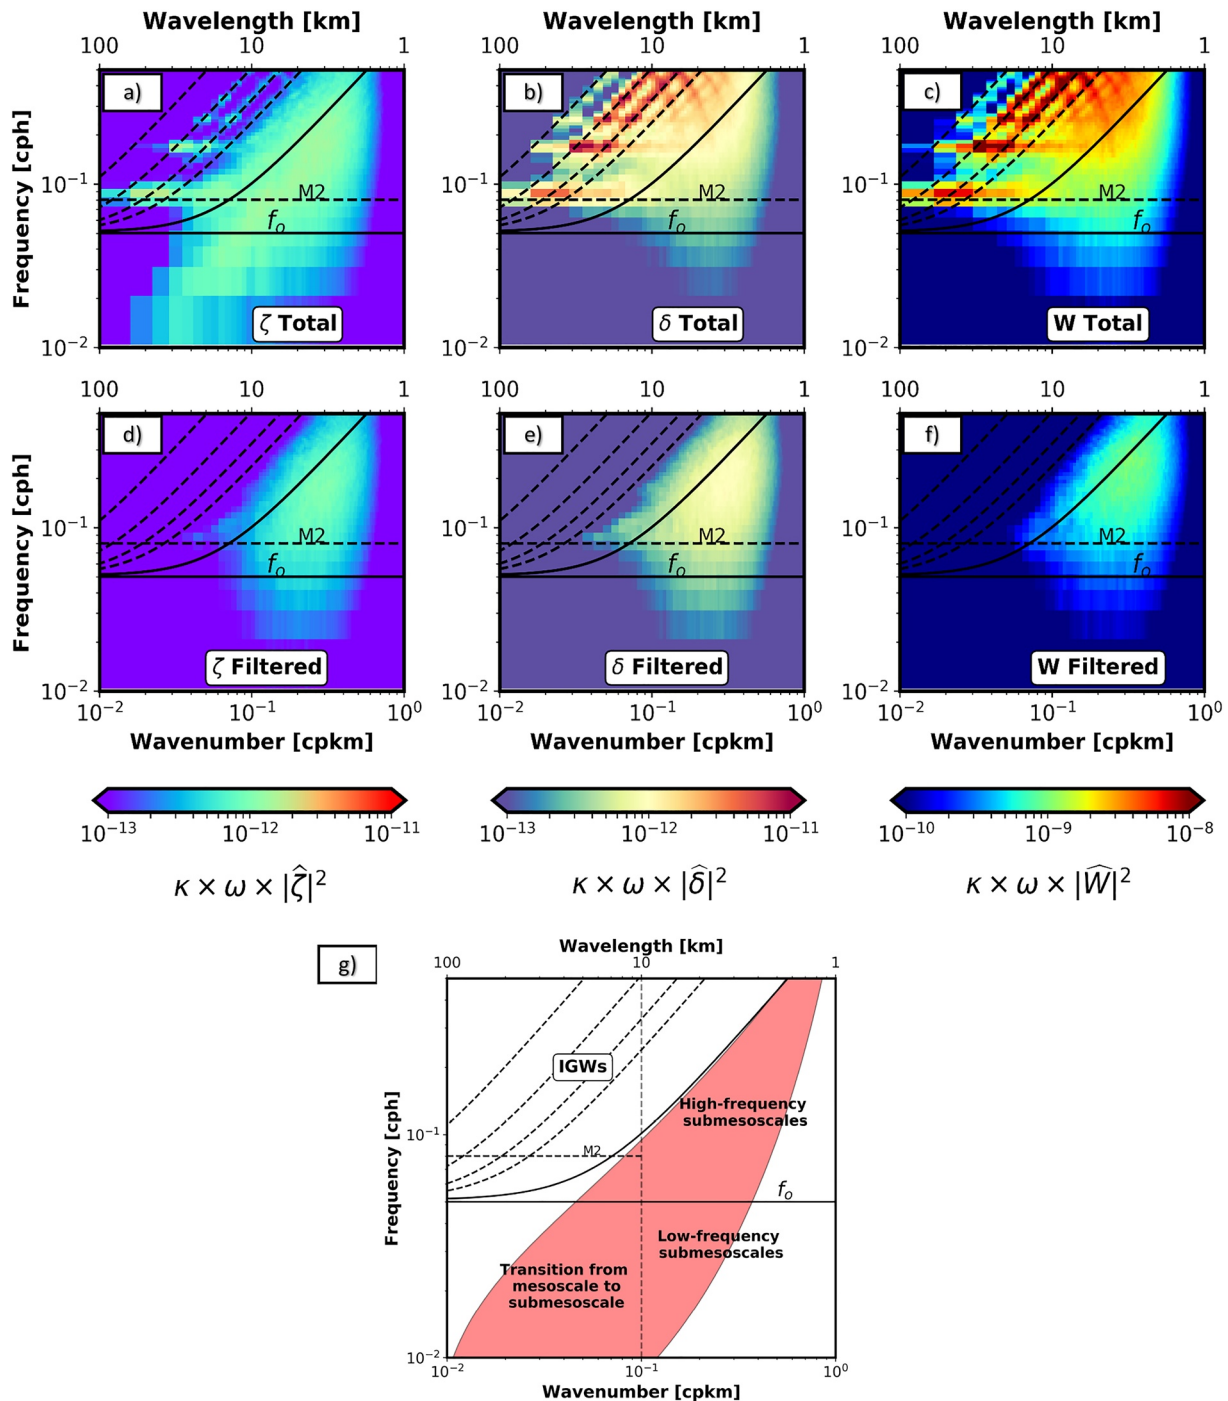 Wavelength [km] Wavelength [km] Wavelength [km]
100 10 1 100 10 1 100 10 1
a) b) c)
Frequency [cph]
10⁻¹
M2 M2 M2
fₒ fₒ fₒ
ζ Total δ Total W Total
10⁻² 10⁻² 10⁻²
10⁻¹ 10⁻¹
100 10 1 100 10 1 100 10 1
d) e) f)
Frequency [cph]
10⁻¹ 10⁻¹ 10⁻¹
M2 M2 M2
fₒ fₒ fₒ
ζ Filtered δ Filtered W Filtered
10⁻² 10⁻² 10⁻²
10⁻² 10⁻¹ 10⁰ 10⁻² 10⁻¹ 10⁰ 10⁻² 10⁻¹ 10⁰
Wavenumber [cpkm] Wavenumber [cpkm] Wavenumber [cpkm]
10⁻¹³ 10⁻¹² 10⁻¹¹ 10⁻¹³ 10⁻¹² 10⁻¹¹ 10⁻¹⁰ 10⁻⁹ 10⁻⁸
κ × ω × |ζ̂|² κ × ω × |δ̂|² κ × ω × |Ŵ|²
g)
Wavelength [km]
100 10 1
IGWs
Frequency [cph]
High-frequency
submesoscales
10⁻¹
M2
fₒ
Low-frequency
submesoscales
Transition from
mesoscale to
submesoscale
10⁻²
10⁻² 10⁻¹ 10⁰
Wavenumber [cpkm]